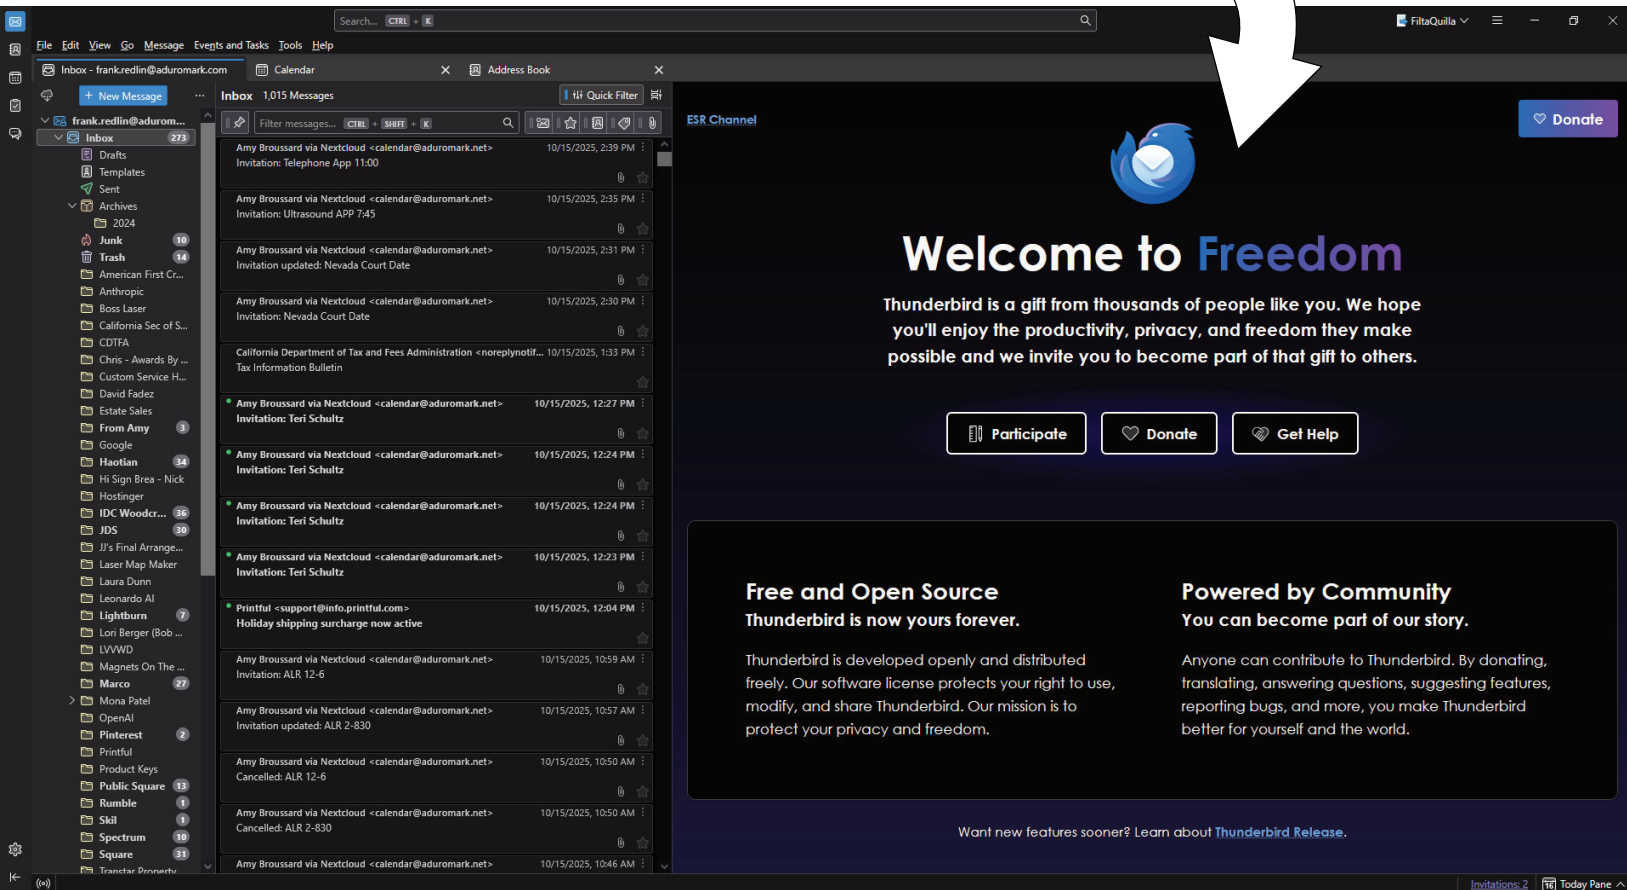 Search... CTRL + K
FiltaQuilla
File Edit View Go Message Events and Tasks Tools Help
Inbox - frank.redlin@aduromark.com
Calendar
Address Book
+ New Message
frank.redlin@adurom...
Inbox 273
Drafts
Templates
Sent
Archives
2024
Junk 10
Trash 14
American First Cr...
Anthropic
Boss Laser
California Sec of S...
CDTFA
Chris - Awards By ...
Custom Service H...
David Fadez
Estate Sales
From Amy 3
Google
Haotian 34
Hi Sign Brea - Nick
Hostinger
IDC Woodcr... 36
JDS 30
JJ's Final Arrange...
Laser Map Maker
Laura Dunn
Leonardo AI
Lightburn 7
Lori Berger (Bob ...
LVVWD
Magnets On The ...
Marco 27
Mona Patel
OpenAI
Pinterest 2
Printful
Product Keys
Public Square 13
Rumble 1
Skil 1
Spectrum 10
Square 31
Transtar Property
Inbox 1,015 Messages
Quick Filter
Filter messages... CTRL + SHIFT + K
Amy Broussard via Nextcloud <calendar@aduromark.net> 10/15/2025, 2:39 PM
Invitation: Telephone App 11:00
Amy Broussard via Nextcloud <calendar@aduromark.net> 10/15/2025, 2:35 PM
Invitation: Ultrasound APP 7:45
Amy Broussard via Nextcloud <calendar@aduromark.net> 10/15/2025, 2:31 PM
Invitation updated: Nevada Court Date
Amy Broussard via Nextcloud <calendar@aduromark.net> 10/15/2025, 2:30 PM
Invitation: Nevada Court Date
California Department of Tax and Fees Administration <noreplynotif... 10/15/2025, 1:33 PM
Tax Information Bulletin
Amy Broussard via Nextcloud <calendar@aduromark.net> 10/15/2025, 12:27 PM
Invitation: Teri Schultz
Amy Broussard via Nextcloud <calendar@aduromark.net> 10/15/2025, 12:24 PM
Invitation: Teri Schultz
Amy Broussard via Nextcloud <calendar@aduromark.net> 10/15/2025, 12:24 PM
Invitation: Teri Schultz
Amy Broussard via Nextcloud <calendar@aduromark.net> 10/15/2025, 12:23 PM
Invitation: Teri Schultz
Printful <support@info.printful.com> 10/15/2025, 12:04 PM
Holiday shipping surcharge now active
Amy Broussard via Nextcloud <calendar@aduromark.net> 10/15/2025, 10:59 AM
Invitation: ALR 12-6
Amy Broussard via Nextcloud <calendar@aduromark.net> 10/15/2025, 10:57 AM
Invitation updated: ALR 2-830
Amy Broussard via Nextcloud <calendar@aduromark.net> 10/15/2025, 10:50 AM
Cancelled: ALR 12-6
Amy Broussard via Nextcloud <calendar@aduromark.net> 10/15/2025, 10:50 AM
Cancelled: ALR 2-830
Amy Broussard via Nextcloud <calendar@aduromark.net> 10/15/2025, 10:46 AM
ESR Channel
Donate
Welcome to Freedom
Thunderbird is a gift from thousands of people like you. We hope
you'll enjoy the productivity, privacy, and freedom they make
possible and we invite you to become part of that gift to others.
Participate
Donate
Get Help
Free and Open Source
Thunderbird is now yours forever.
Thunderbird is developed openly and distributed
freely. Our software license protects your right to use,
modify, and share Thunderbird. Our mission is to
protect your privacy and freedom.
Powered by Community
You can become part of our story.
Anyone can contribute to Thunderbird. By donating,
translating, answering questions, suggesting features,
reporting bugs, and more, you make Thunderbird
better for yourself and the world.
Want new features sooner? Learn about Thunderbird Release.
Invitations: 2
16 Today Pane